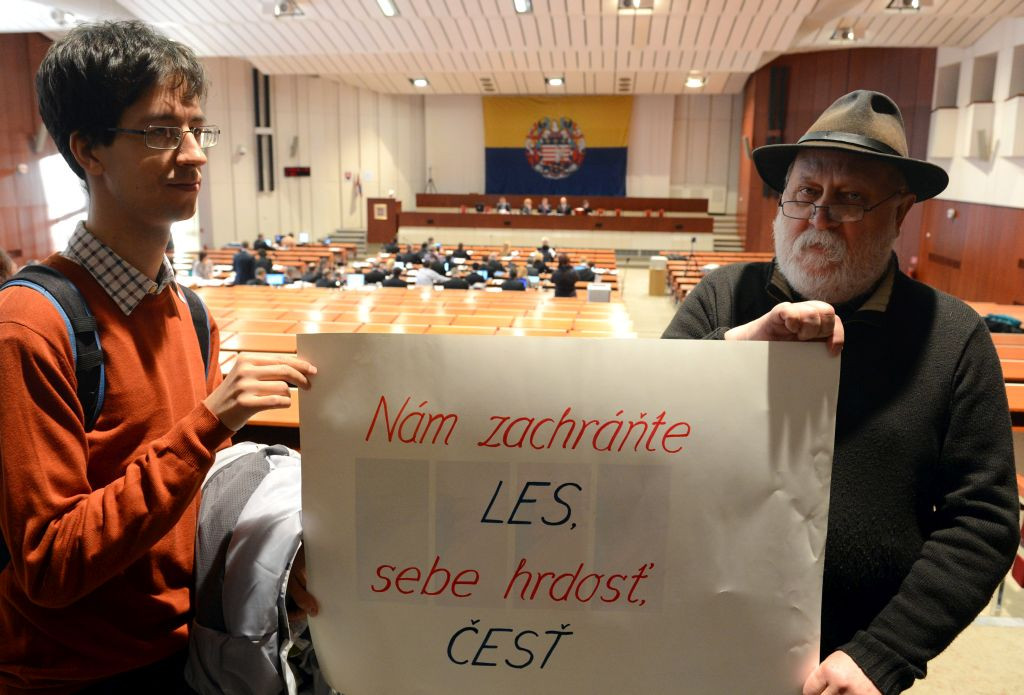 Nám zachráňte
LES,
sebe hrdosť,
ČESŤ